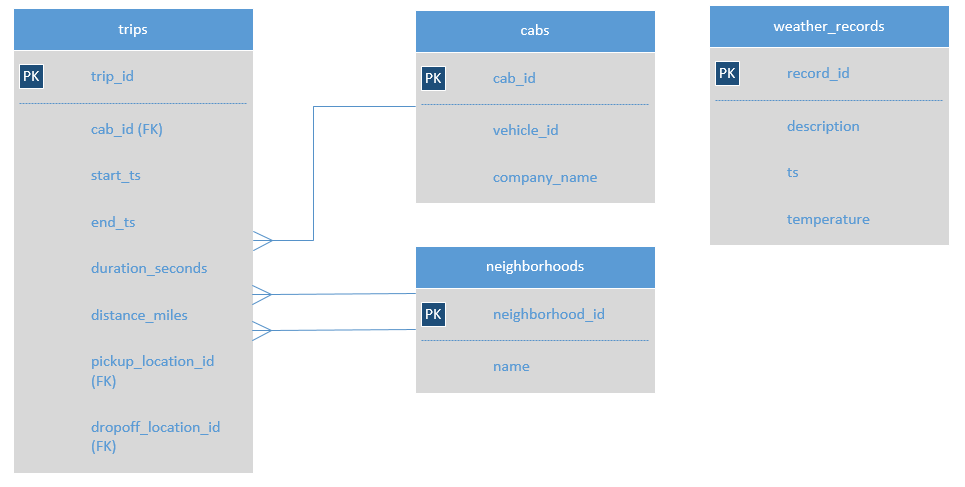 trips
PK trip_id
cab_id (FK)
start_ts
end_ts
duration_seconds
distance_miles
pickup_location_id
(FK)
dropoff_location_id
(FK)
cabs
PK cab_id
vehicle_id
company_name
neighborhoods
PK neighborhood_id
name
weather_records
PK record_id
description
ts
temperature